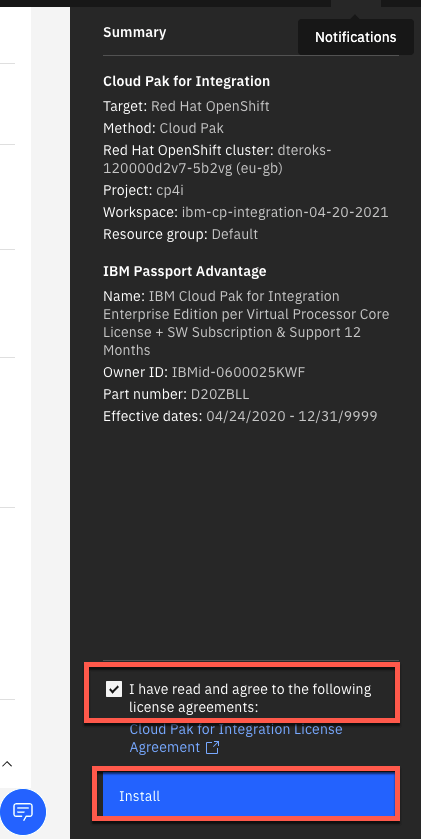 Summary
Notifications
Cloud Pak for Integration
Target: Red Hat OpenShift
Method: Cloud Pak
Red Hat OpenShift cluster: dteroks-
120000d2v7-5b2vg (eu-gb)
Project: cp4i
Workspace: ibm-cp-integration-04-20-2021
Resource group: Default
IBM Passport Advantage
Name: IBM Cloud Pak for Integration
Enterprise Edition per Virtual Processor Core
License + SW Subscription & Support 12
Months
Owner ID: IBMid-0600025KWF
Part number: D20ZBLL
Effective dates: 04/24/2020 - 12/31/9999
I have read and agree to the following
license agreements:
Cloud Pak for Integration License
Agreement
Install